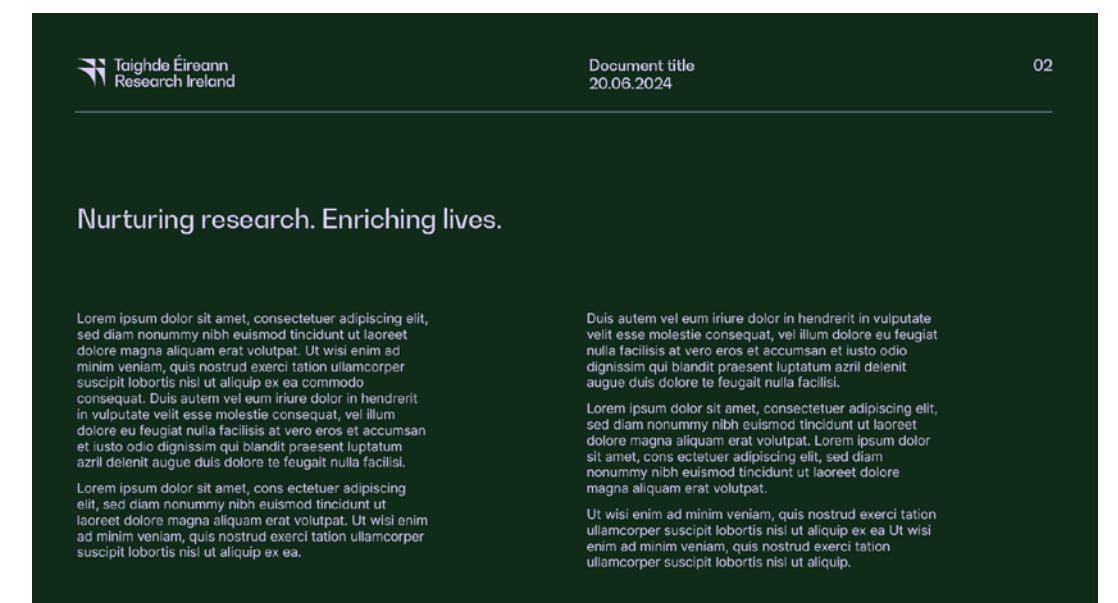 Taighde Éireann
Research Ireland
Document title
20.06.2024
02
Nurturing research. Enriching lives.
Lorem ipsum dolor sit amet, consectetuer adipiscing elit,
sed diam nonummy nibh euismod tincidunt ut laoreet
dolore magna aliquam erat volutpat. Ut wisi enim ad
minim veniam, quis nostrud exerci tation ullamcorper
suscipit lobortis nisl ut aliquip ex ea commodo
consequat. Duis autem vel eum iriure dolor in hendrerit
in vulputate velit esse molestie consequat, vel illum
dolore eu feugiat nulla facilisis at vero eros et accumsan
et iusto odio dignissim qui blandit praesent luptatum
azril delenit augue duis dolore te feugait nulla facilisi.
Lorem ipsum dolor sit amet, cons ectetuer adipiscing
elit, sed diam nonummy nibh euismod tincidunt ut
laoreet dolore magna aliquam erat volutpat. Ut wisi enim
ad minim veniam, quis nostrud exerci tation ullamcorper
suscipit lobortis nisl ut aliquip ex ea.
Duis autem vel eum iriure dolor in hendrerit in vulputate
velit esse molestie consequat, vel illum dolore eu feugiat
nulla facilisis at vero eros et accumsan et iusto odio
dignissim qui blandit praesent luptatum azril delenit
augue duis dolore te feugait nulla facilisi.
Lorem ipsum dolor sit amet, consectetuer adipiscing elit,
sed diam nonummy nibh euismod tincidunt ut laoreet
dolore magna aliquam erat volutpat. Lorem ipsum dolor
sit amet, cons ectetuer adipiscing elit, sed diam
nonummy nibh euismod tincidunt ut laoreet dolore
magna aliquam erat volutpat.
Ut wisi enim ad minim veniam, quis nostrud exerci tation
ullamcorper suscipit lobortis nisl ut aliquip ex ea Ut wisi
enim ad minim veniam, quis nostrud exerci tation
ullamcorper suscipit lobortis nisl ut aliquip.